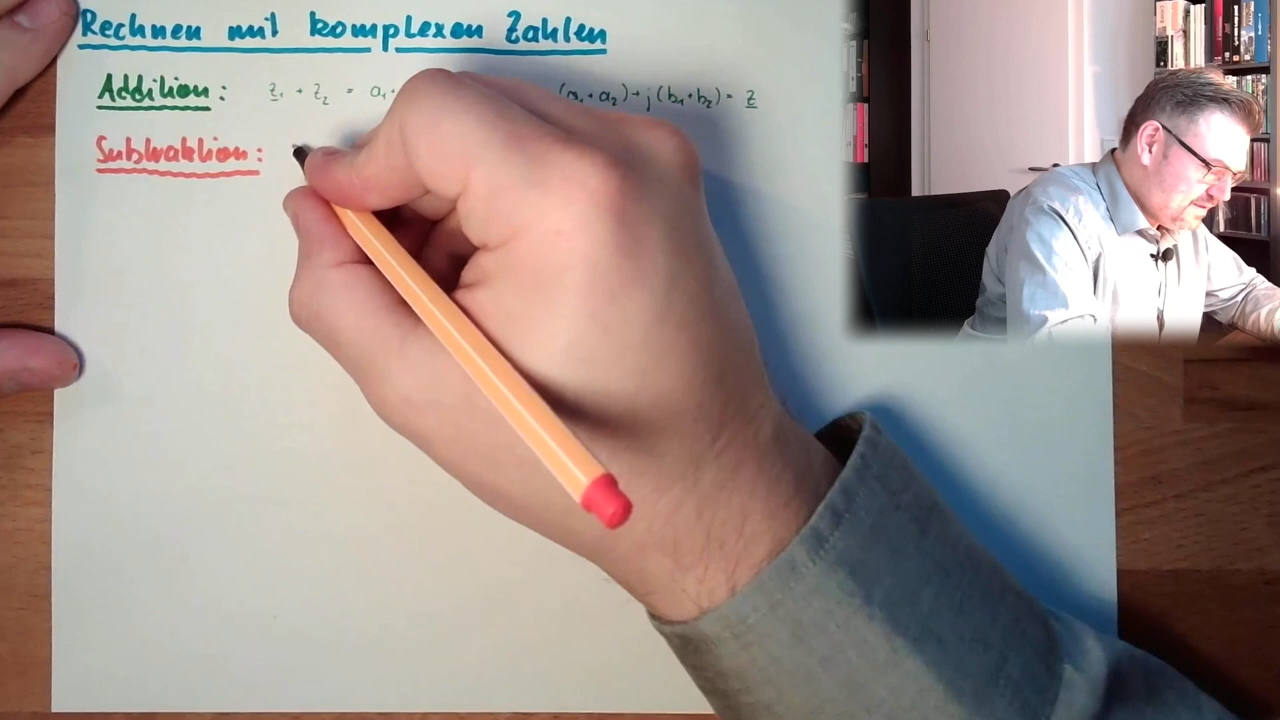 Rechnen mit komplexen Zahlen
Addition: z₁ + z₂ = a₁+ (a₁+a₂)+j(b₁+b₂) = z
Subtraktion: